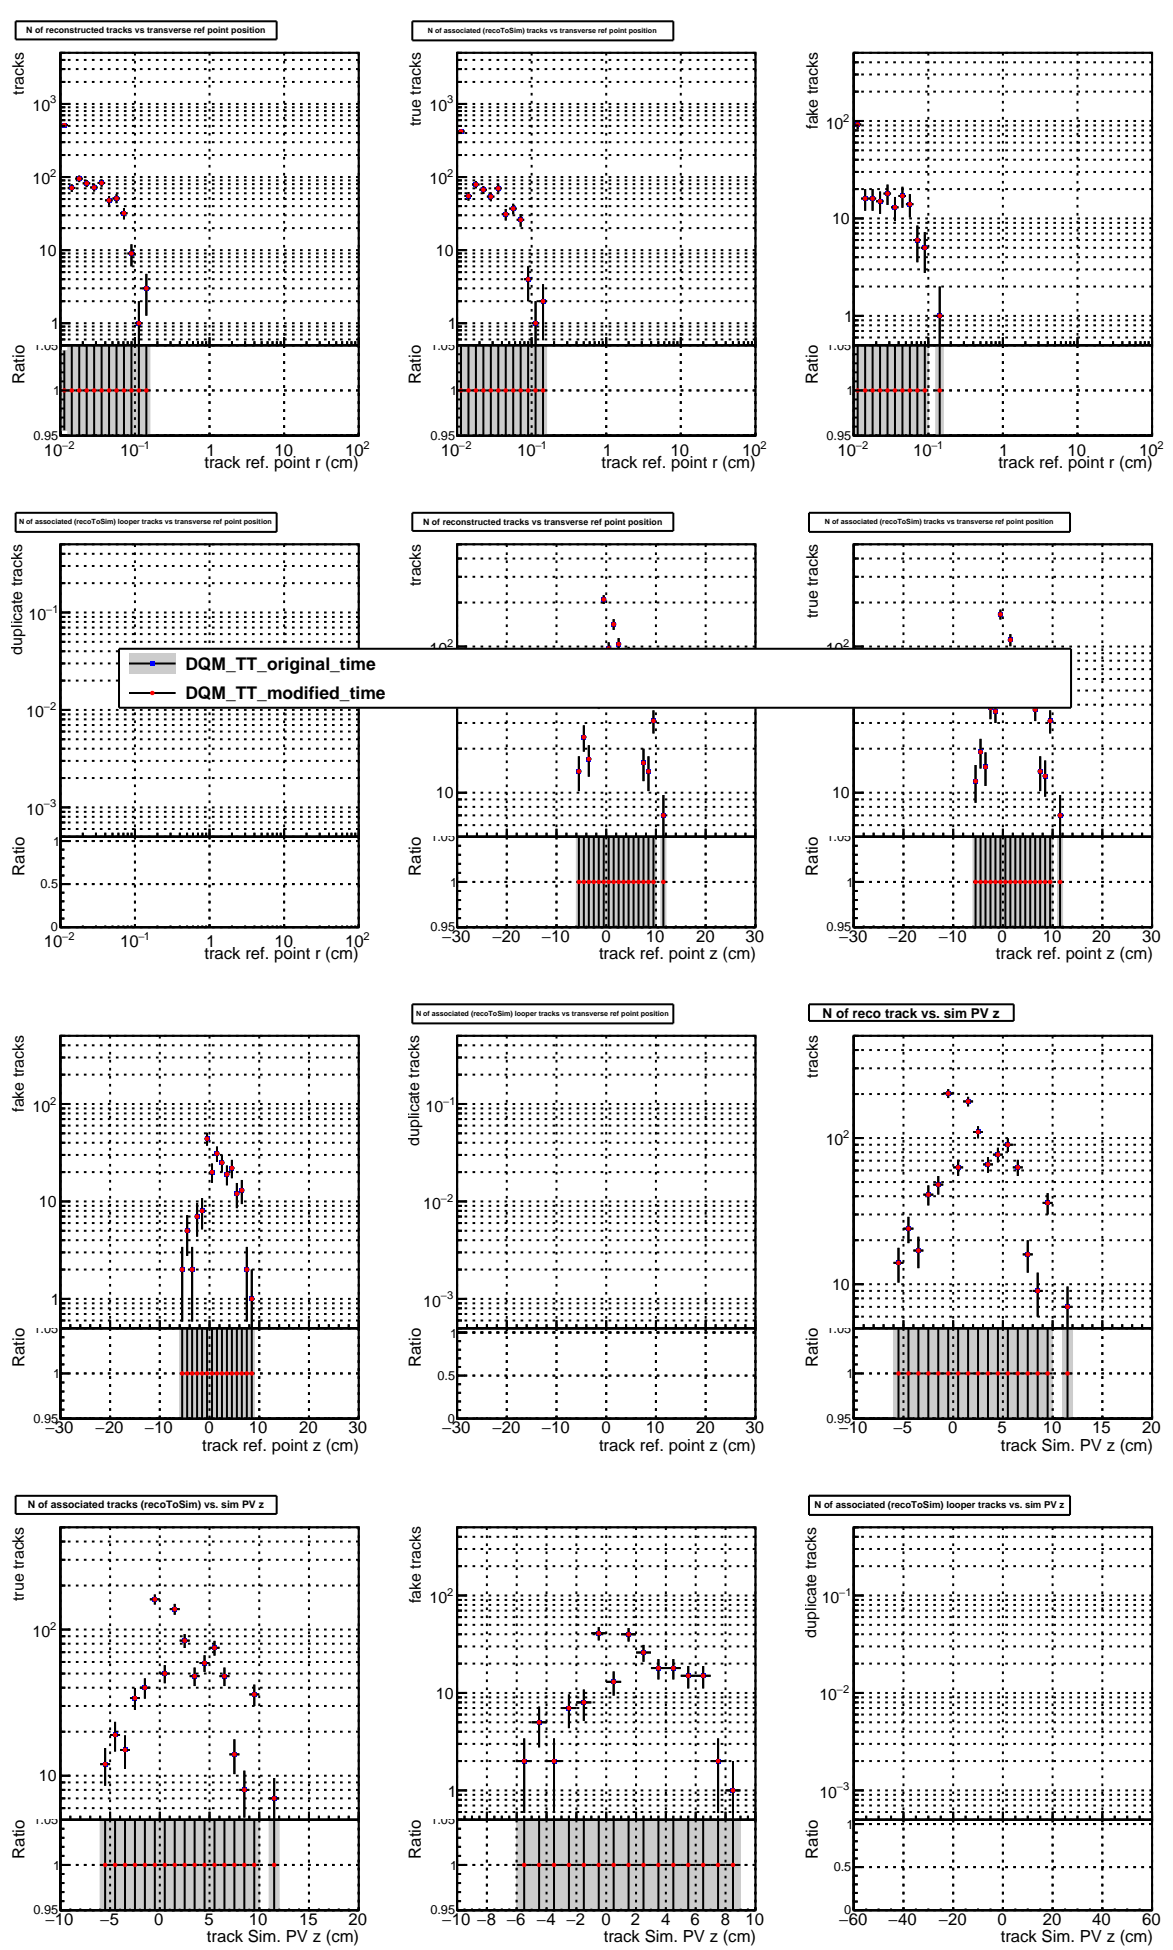 N of reconstructed tracks vs transverse ref point position
tracks
10³
10²
10
1
1.05
Ratio
1
0.95
10⁻² 10⁻¹ 1 10 10²
track ref. point r (cm)
N of associated (recoToSim) tracks vs transverse ref point position
true tracks
10³
10²
10
1
1.05
Ratio
1
0.95
10⁻² 10⁻¹ 1 10 10²
track ref. point r (cm)
fake tracks
10²
10
1
1.05
Ratio
1
0.95
10⁻² 10⁻¹ 1 10 10²
track ref. point r (cm)
N of associated (recoToSim) looper tracks vs transverse ref point position
duplicate tracks
10⁻¹
10⁻²
10⁻³
Ratio
1
0.5
0
10⁻² 10⁻¹ 1 10 10²
track ref. point r (cm)
N of reconstructed tracks vs transverse ref point position
tracks
10²
10
1.05
Ratio
1
0.95
−30 −20 −10 0 10 20 30
track ref. point z (cm)
N of associated (recoToSim) tracks vs transverse ref point position
true tracks
10²
10
1.05
Ratio
1
0.95
−30 −20 −10 0 10 20 30
track ref. point z (cm)
DQM_TT_original_time
DQM_TT_modified_time
fake tracks
10²
10
1
1.05
Ratio
1
0.95
−30 −20 −10 0 10 20 30
track ref. point z (cm)
N of associated (recoToSim) looper tracks vs transverse ref point position
duplicate tracks
10⁻¹
10⁻²
10⁻³
Ratio
1
0.5
0
−30 −20 −10 0 10 20 30
track ref. point z (cm)
N of reco track vs. sim PV z
tracks
10²
10
1.05
Ratio
1
0.95
−10 −5 0 5 10 15 20
track Sim. PV z (cm)
N of associated tracks (recoToSim) vs. sim PV z
true tracks
10²
10
1.05
Ratio
1
0.95
−10 −5 0 5 10 15 20
track Sim. PV z (cm)
fake tracks
10²
10
1
1.05
Ratio
1
0.95
−10 −8 −6 −4 −2 0 2 4 6 8 10
track Sim. PV z (cm)
N of associated (recoToSim) looper tracks vs. sim PV z
duplicate tracks
10⁻¹
10⁻²
10⁻³
Ratio
1
0.5
0
−60 −40 −20 0 20 40 60
track Sim. PV z (cm)